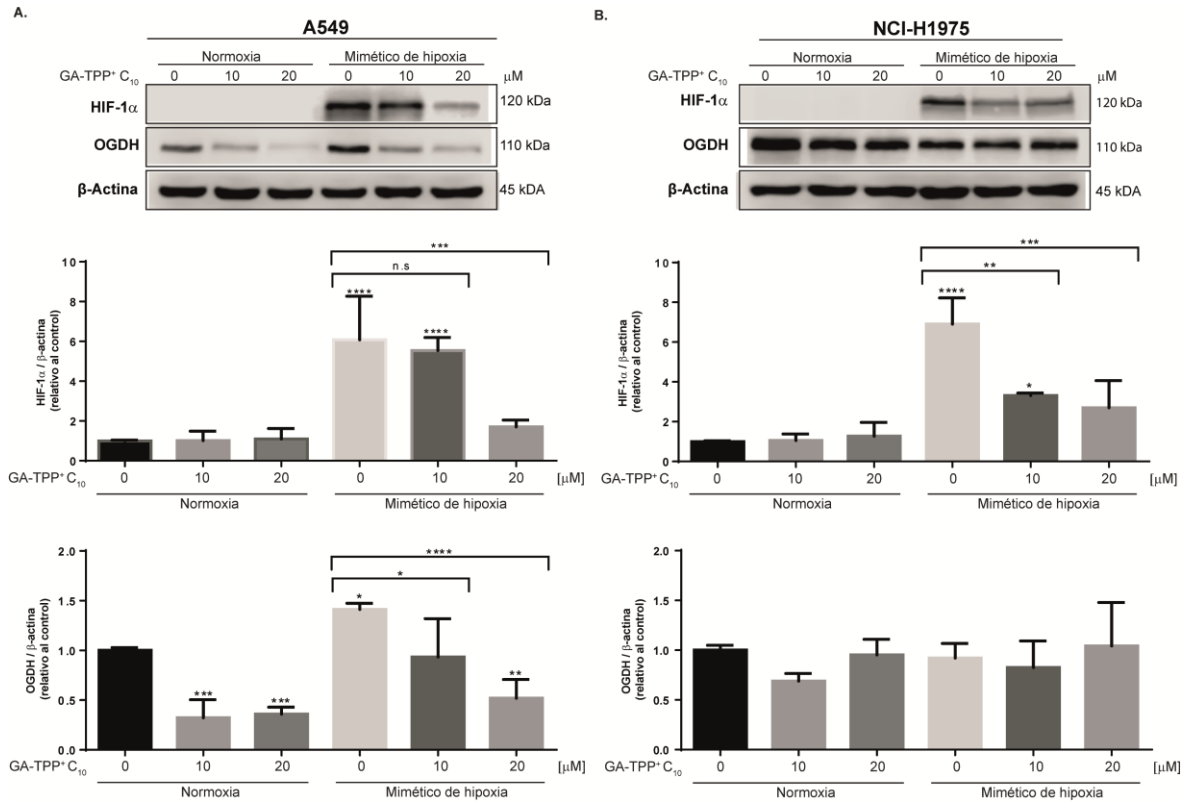 A.
A549
Normoxia Mimético de hipoxia
GA-TPP⁺ C₁₀ 0 10 20 0 10 20 μM
HIF-1α 120 kDa
OGDH 110 kDa
β-Actina 45 kDA
***
n.s
**** ****
HIF-1α / β-actina
(relativo al control)
10
8
6
4
2
0
GA-TPP⁺ C₁₀ 0 10 20 0 10 20 [μM]
Normoxia Mimético de hipoxia
****
*
* *** *** **
OGDH / β-actina
(relativo al control)
2.0
1.5
1.0
0.5
0.0
GA-TPP⁺ C₁₀ 0 10 20 0 10 20 [μM]
Normoxia Mimético de hipoxia
B.
NCI-H1975
Normoxia Mimético de hipoxia
GA-TPP⁺ C₁₀ 0 10 20 0 10 20 μM
HIF-1α 120 kDa
OGDH 110 kDa
β-Actina 45 kDA
***
**
**** *
HIF-1α / β-actina
(relativo al control)
10
8
6
4
2
0
GA-TPP⁺ C₁₀ 0 10 20 0 10 20 [μM]
Normoxia Mimético de hipoxia
OGDH / β-actina
(relativo al control)
2.0
1.5
1.0
0.5
0.0
GA-TPP⁺ C₁₀ 0 10 20 0 10 20 [μM]
Normoxia Mimético de hipoxia